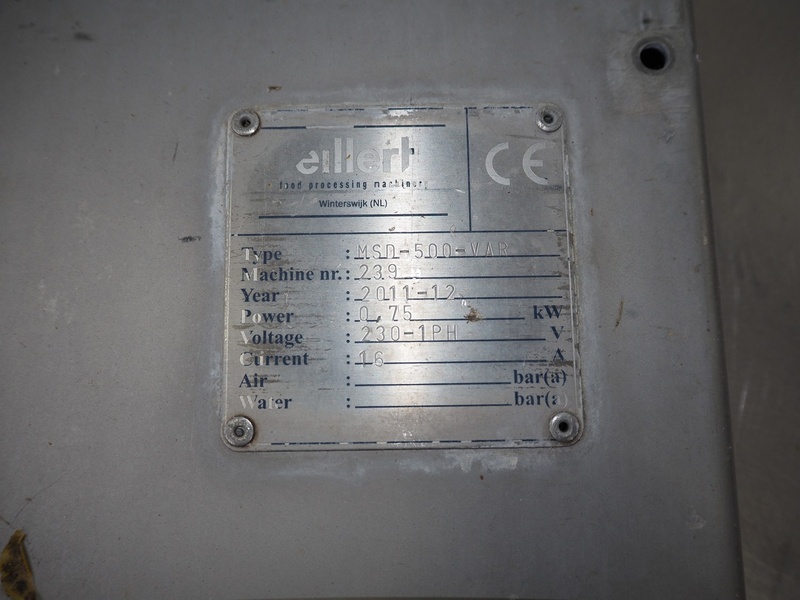 eillert
food processing machinery
Winterswijk (NL)
CE
Type : MSD-500-VAR
Machine nr. : 239
Year : 2011-12
Power : 0,75 kW
Voltage : 230-1PH V
Current : 16 A
Air : bar(a)
Water : bar(a)